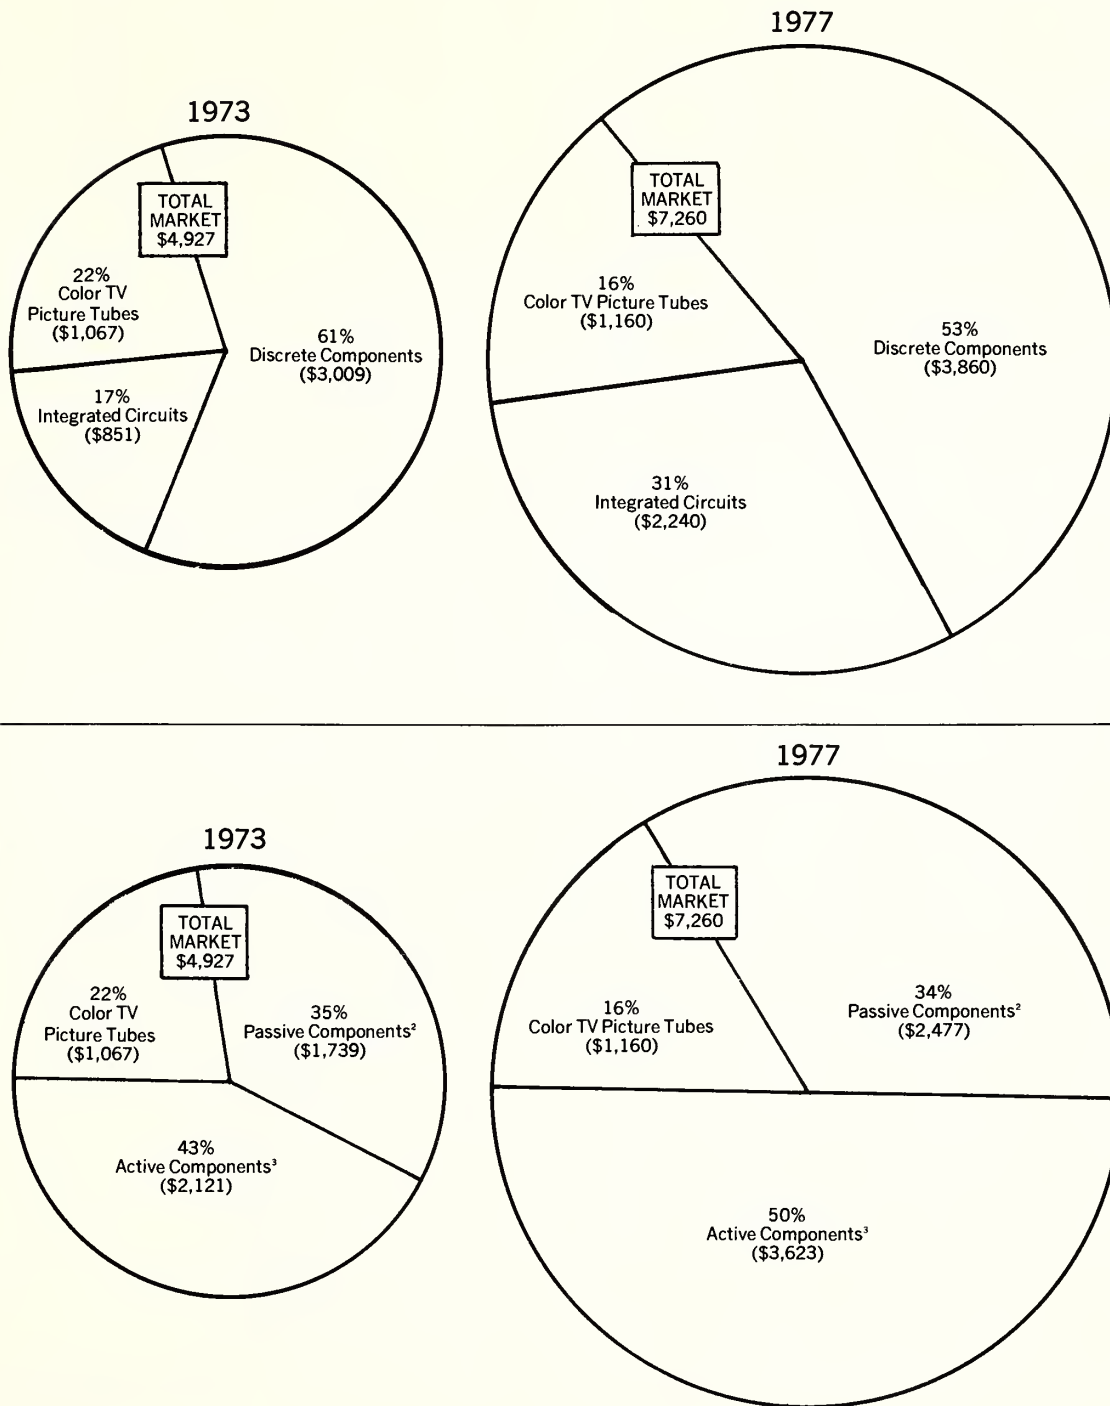 1973
TOTAL
MARKET
$4,927
22%
Color TV
Picture Tubes
($1,067)
61%
Discrete Components
($3,009)
17%
Integrated Circuits
($851)
1977
TOTAL
MARKET
$7,260
16%
Color TV Picture Tubes
($1,160)
53%
Discrete Components
($3,860)
31%
Integrated Circuits
($2,240)
1973
TOTAL
MARKET
$4,927
22%
Color TV
Picture Tubes
($1,067)
35%
Passive Components²
($1,739)
43%
Active Components³
($2,121)
1977
TOTAL
MARKET
$7,260
16%
Color TV Picture Tubes
($1,160)
34%
Passive Components²
($2,477)
50%
Active Components³
($3,623)